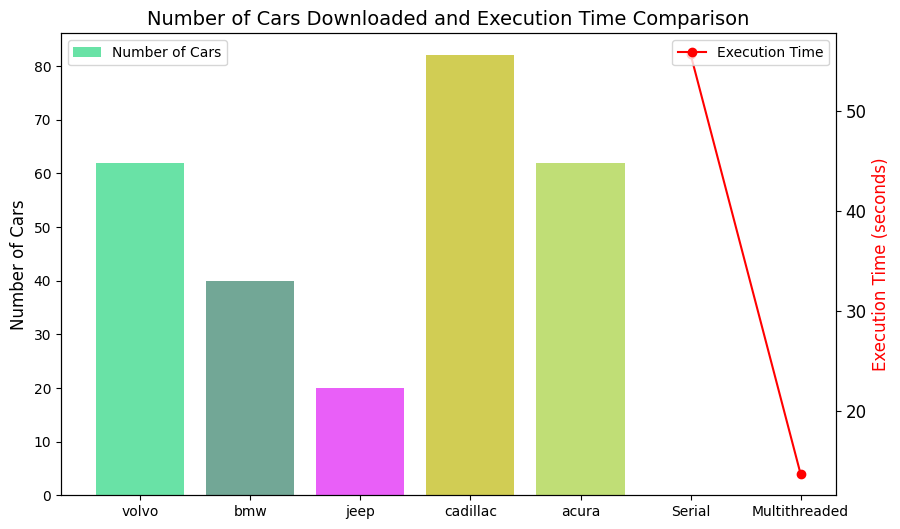 Number of Cars Downloaded and Execution Time Comparison
Number of Cars
Execution Time
80
70
60
50
40
30
20
10
0
Number of Cars
50
40
30
20
Execution Time (seconds)
volvo bmw jeep cadillac acura Serial Multithreaded